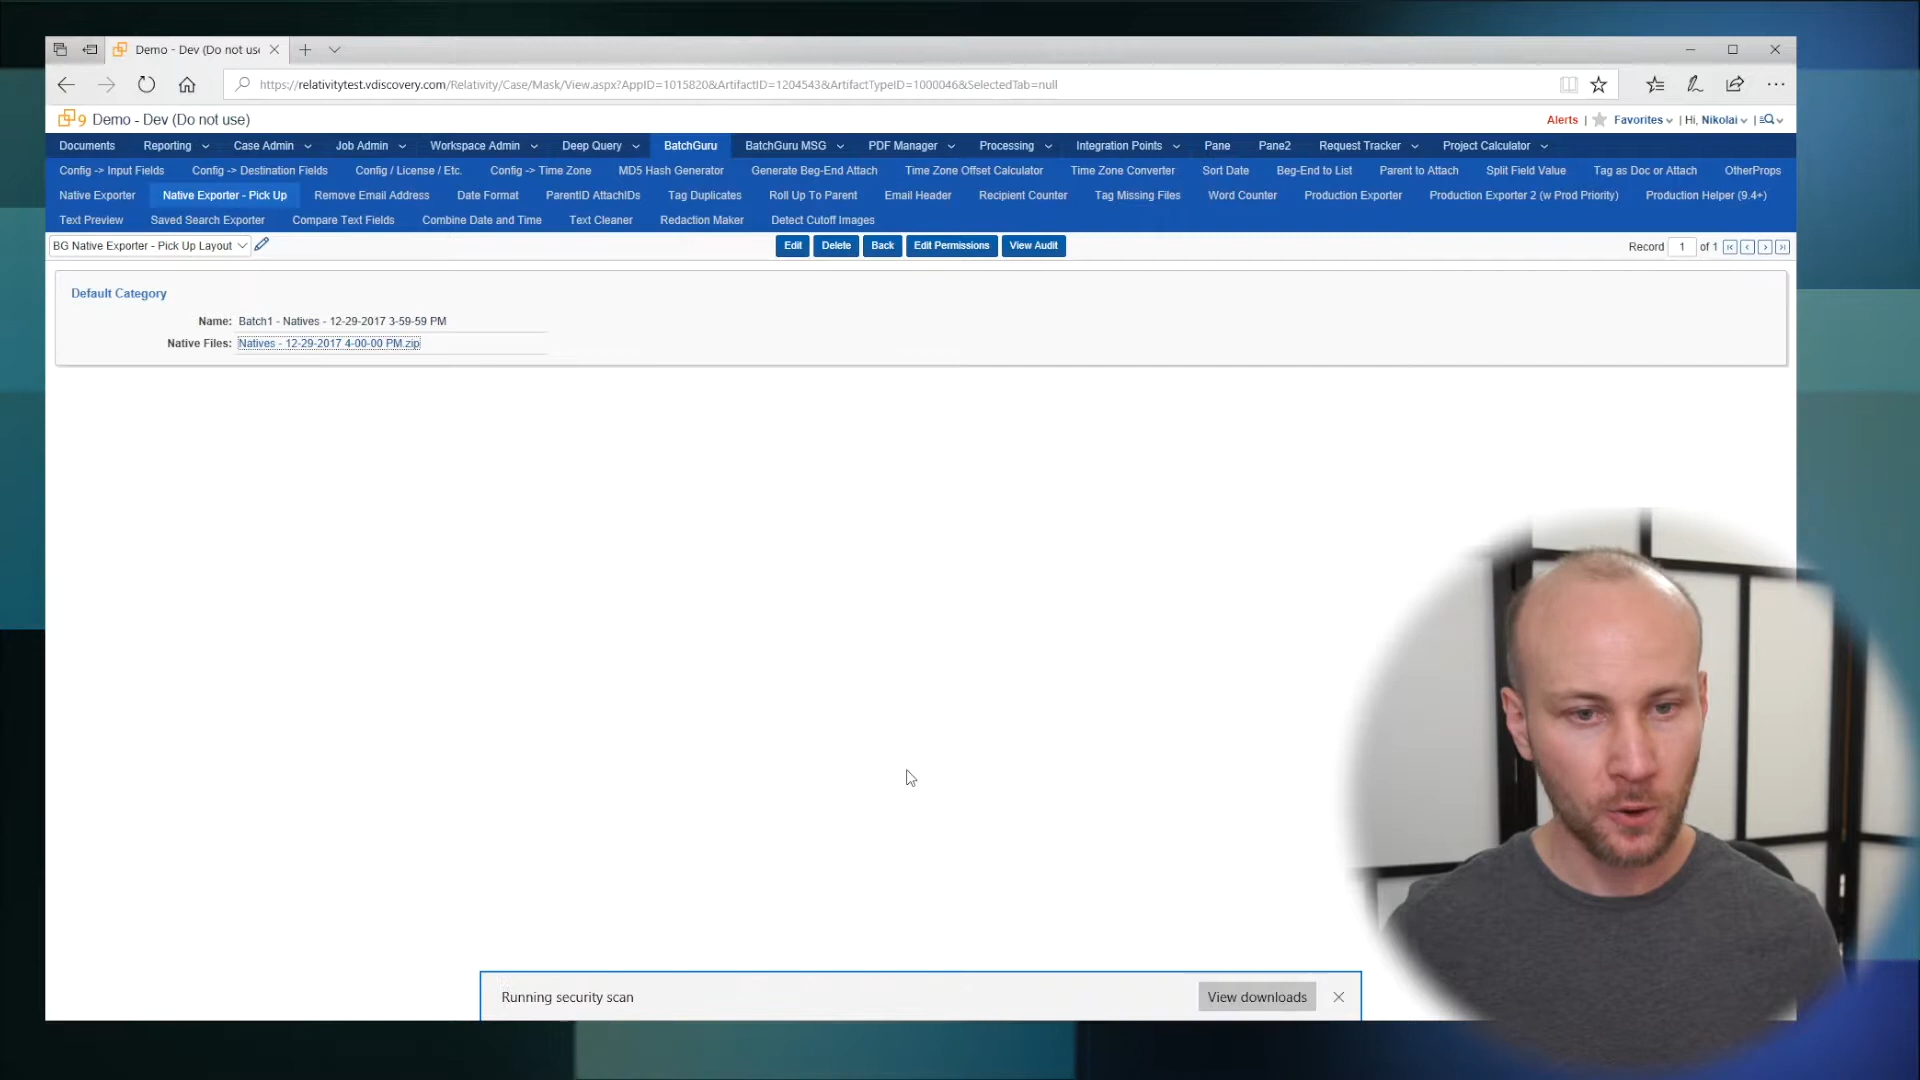 Demo - Dev (Do not use
https://relativitytest.vdiscovery.com/Relativity/Case/Mask/View.aspx?AppID=1015820&ArtifactID=1204543&ArtifactTypeID=1000046&SelectedTab=null
9 Demo - Dev (Do not use) Alerts | Favorites | Hi, Nikolai |
Documents Reporting Case Admin Job Admin Workspace Admin Deep Query BatchGuru BatchGuru MSG PDF Manager Processing Integration Points Pane Pane2 Request Tracker Project Calculator
Config -> Input Fields Config -> Destination Fields Config / License / Etc. Config -> Time Zone MD5 Hash Generator Generate Beg-End Attach Time Zone Offset Calculator Time Zone Converter Sort Date Beg-End to List Parent to Attach Split Field Value Tag as Doc or Attach OtherProps
Native Exporter Native Exporter - Pick Up Remove Email Address Date Format ParentID AttachIDs Tag Duplicates Roll Up To Parent Email Header Recipient Counter Tag Missing Files Word Counter Production Exporter Production Exporter 2 (w Prod Priority) Production Helper (9.4+)
Text Preview Saved Search Exporter Compare Text Fields Combine Date and Time Text Cleaner Redaction Maker Detect Cutoff Images
BG Native Exporter - Pick Up Layout Edit Delete Back Edit Permissions View Audit Record 1 of 1
Default Category
Name: Batch1 - Natives - 12-29-2017 3-59-59 PM
Native Files: Natives - 12-29-2017 4-00-00 PM.zip
Running security scan View downloads